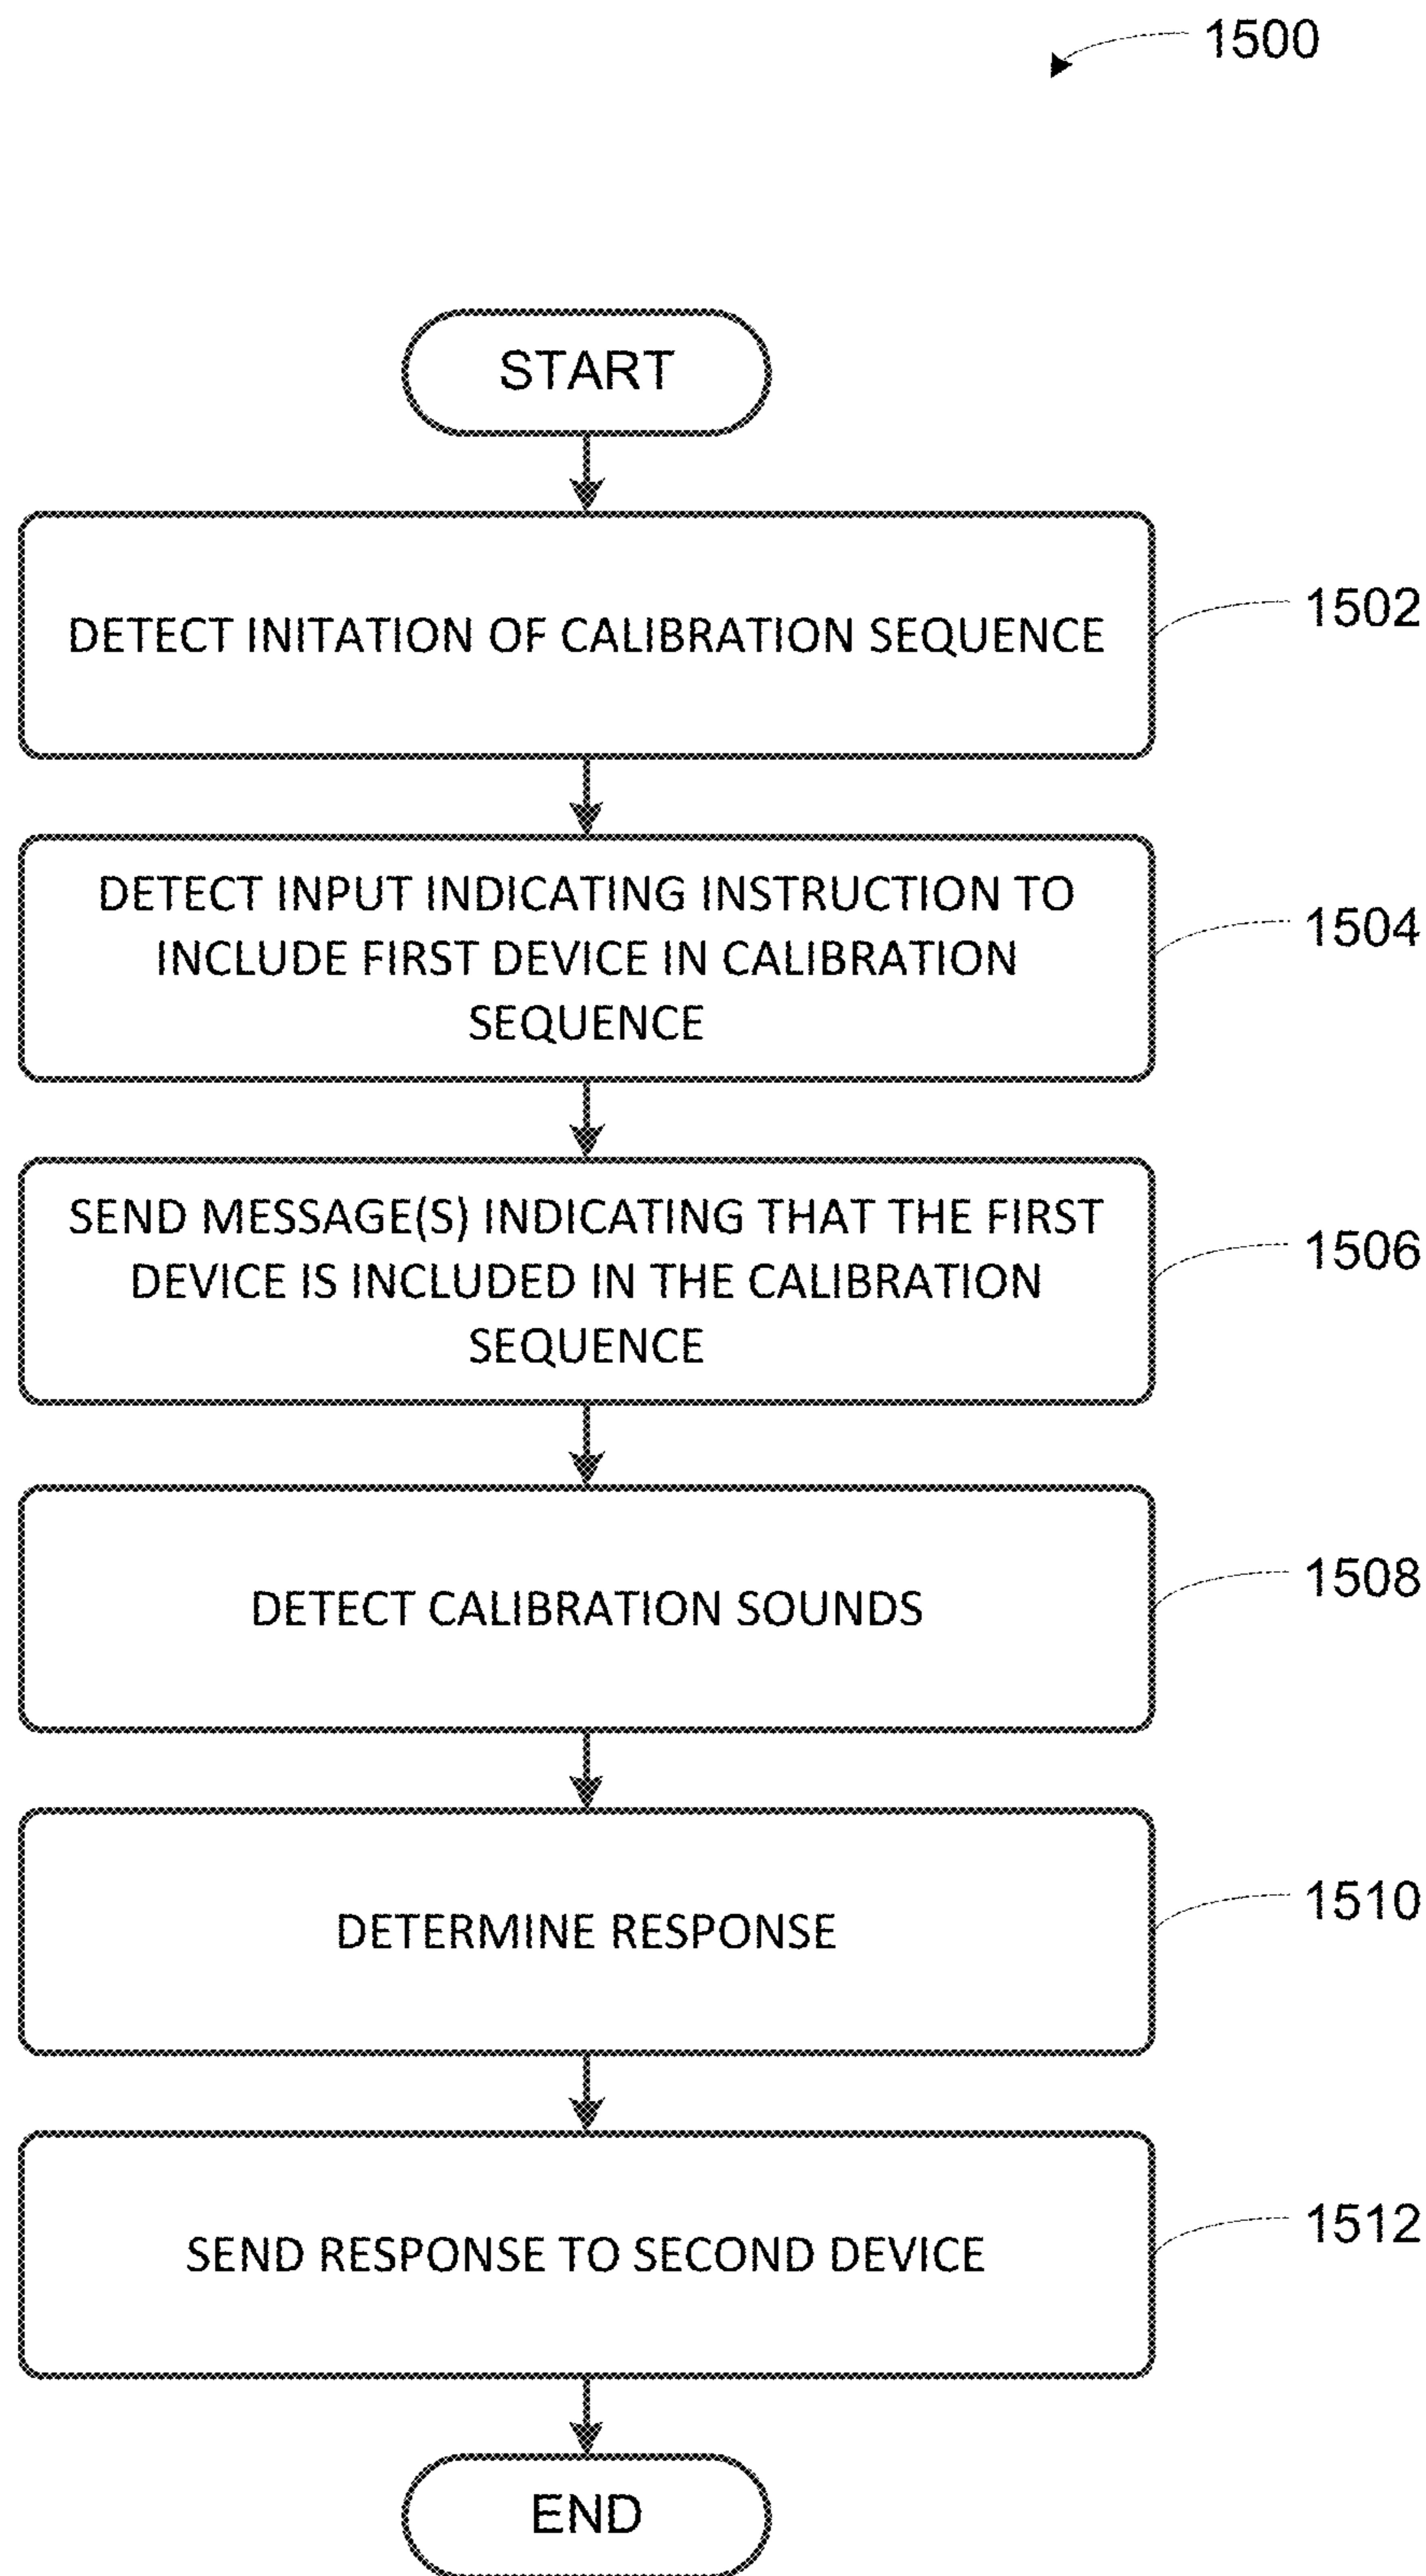 1500
START
DETECT INITATION OF CALIBRATION SEQUENCE
1502
DETECT INPUT INDICATING INSTRUCTION TO
INCLUDE FIRST DEVICE IN CALIBRATION
SEQUENCE
1504
SEND MESSAGE(S) INDICATING THAT THE FIRST
DEVICE IS INCLUDED IN THE CALIBRATION
SEQUENCE
1506
DETECT CALIBRATION SOUNDS
1508
DETERMINE RESPONSE
1510
SEND RESPONSE TO SECOND DEVICE
1512
END